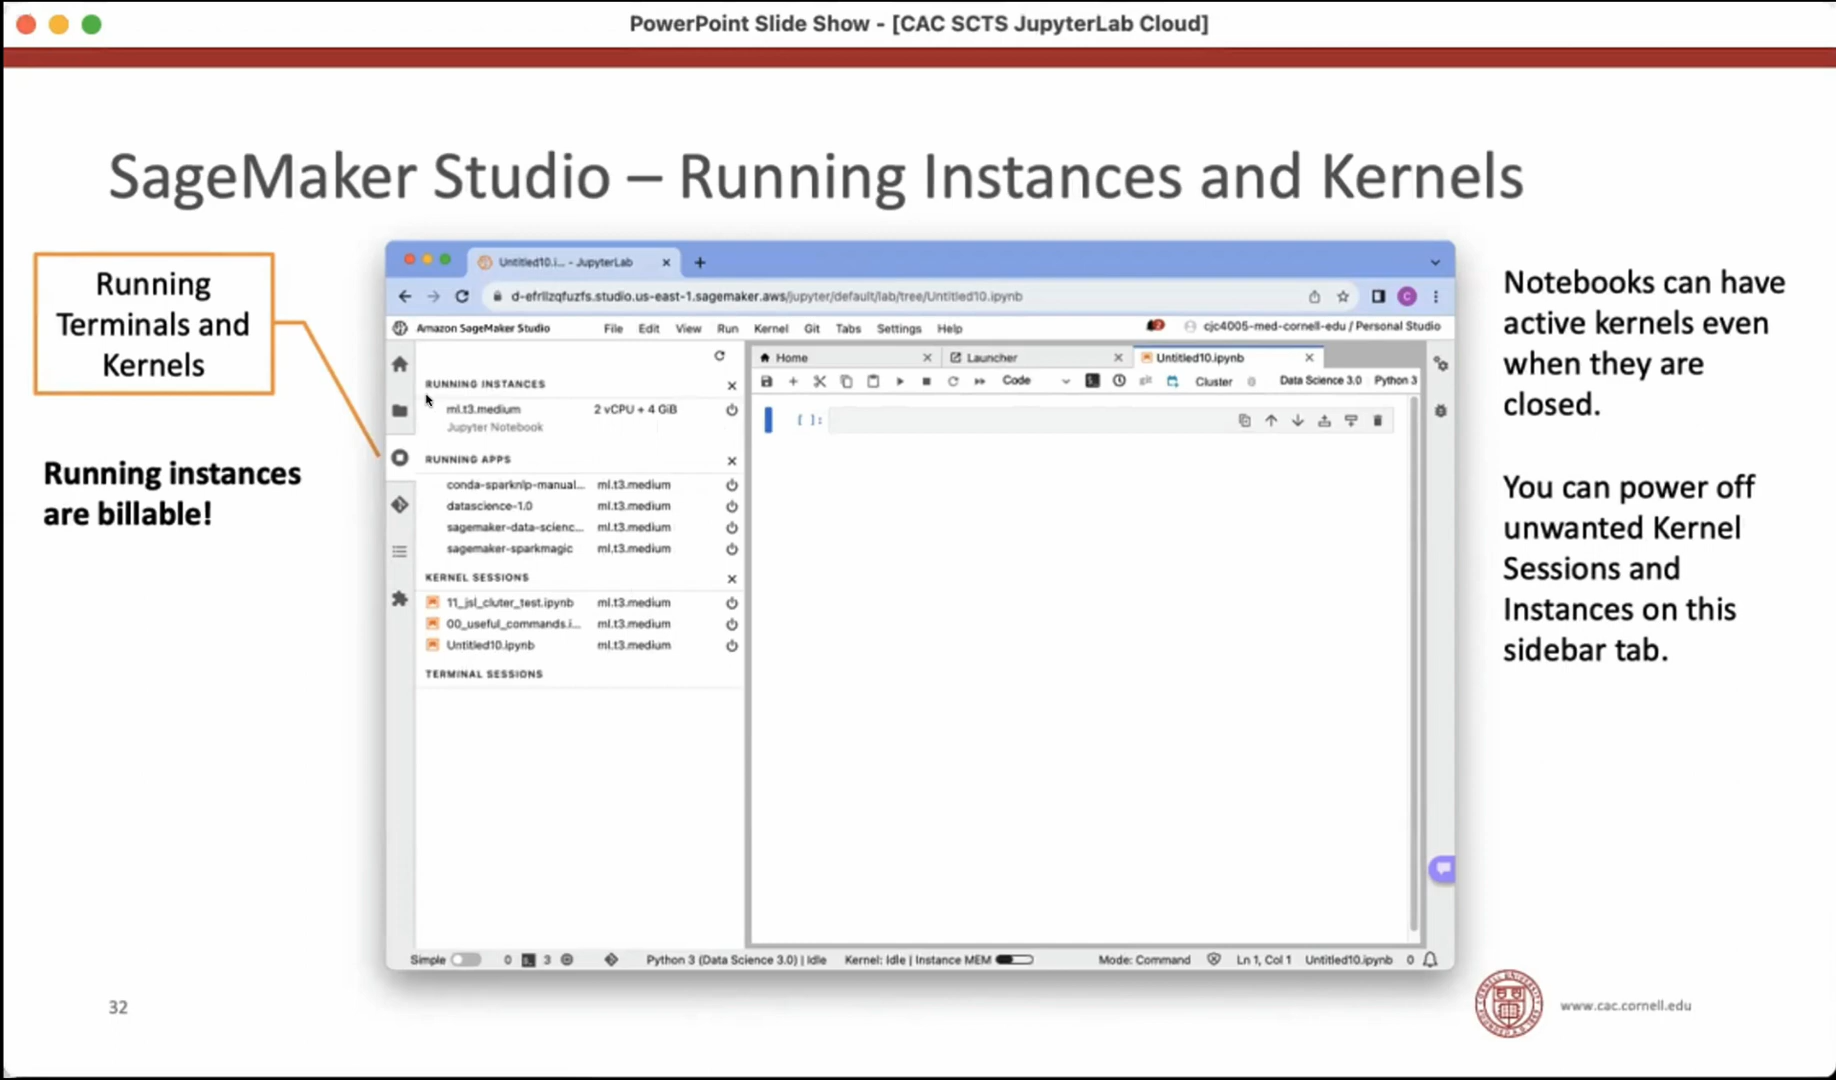 PowerPoint Slide Show - [CAC SCTS JupyterLab Cloud]
SageMaker Studio – Running Instances and Kernels
Running
Terminals and
Kernels
Running instances
are billable!
Untitled10.i... - JupyterLab
d-efrllzqfuzfs.studio.us-east-1.sagemaker.aws/jupyter/default/lab/tree/Untitled10.ipynb
C
Amazon SageMaker Studio File Edit View Run Kernel Git Tabs Settings Help
cjc4005-med-cornell-edu / Personal Studio
RUNNING INSTANCES
ml.t3.medium 2 vCPU + 4 GiB
Jupyter Notebook
RUNNING APPS
conda-sparknlp-manual... ml.t3.medium
datascience-1.0 ml.t3.medium
sagemaker-data-scienc... ml.t3.medium
sagemaker-sparkmagic ml.t3.medium
KERNEL SESSIONS
11_jsl_cluter_test.ipynb ml.t3.medium
00_useful_commands.i... ml.t3.medium
Untitled10.ipynb ml.t3.medium
TERMINAL SESSIONS
Home Launcher Untitled10.ipynb
Code git Cluster Data Science 3.0 Python 3
[ ]:
Simple 0 3 Python 3 (Data Science 3.0) | Idle Kernel: Idle | Instance MEM Mode: Command Ln 1, Col 1 Untitled10.ipynb 0
Notebooks can have
active kernels even
when they are
closed.
You can power off
unwanted Kernel
Sessions and
Instances on this
sidebar tab.
32
www.cac.cornell.edu